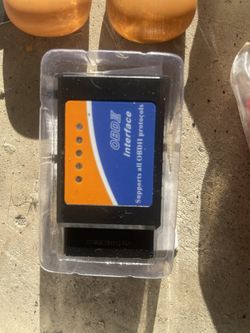 OBDII
Interface
Supports all OBDII protocols